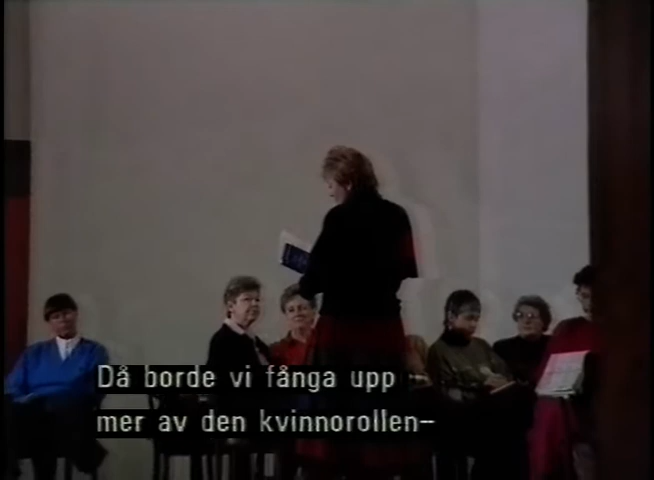 Då borde vi fånga upp
mer av den kvinnorollen–